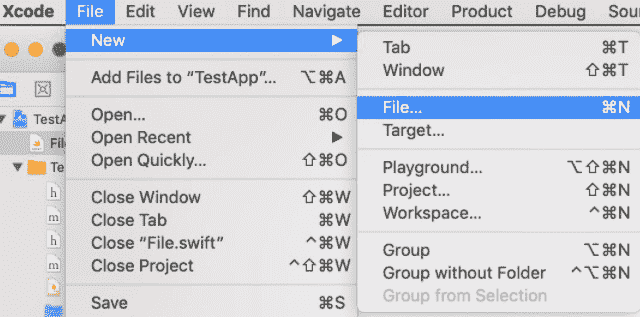 Xcode File Edit View Find Navigate Editor Product Debug Sour
New
Add Files to “TestApp”... ⌥⌘A
Open... ⌘O
Open Recent
Open Quickly... ⇧⌘O
Close Window ⇧⌘W
Close Tab ⌘W
Close “File.swift” ^⌘W
Close Project ^⇧⌘W
Save ⌘S
Tab ⌘T
Window ⇧⌘T
File... ⌘N
Target...
Playground... ⌥⇧⌘N
Project... ⇧⌘N
Workspace... ^⌘N
Group ⌥⌘N
Group without Folder ^⌥⌘N
Group from Selection
TestA
File
Te
h
m
h
m